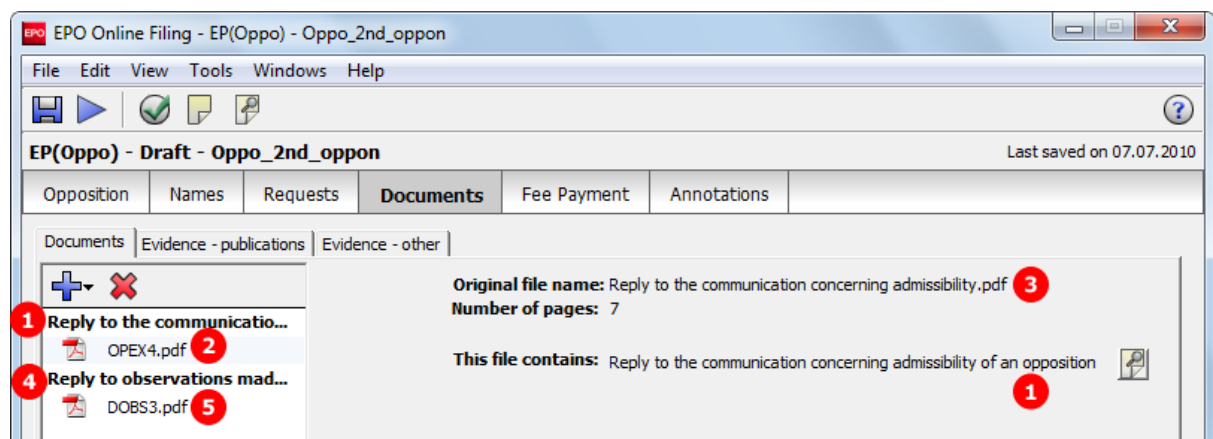 EPO EPO Online Filing - EP(Oppo) - Oppo_2nd_oppon X
File Edit View Tools Windows Help
?
EP(Oppo) - Draft - Oppo_2nd_oppon Last saved on 07.07.2010
Opposition Names Requests Documents Fee Payment Annotations
Documents Evidence - publications Evidence - other
Original file name: Reply to the communication concerning admissibility.pdf 3
Number of pages: 7
1 Reply to the communicatio...
OPEX4.pdf 2
This file contains: Reply to the communication concerning admissibility of an opposition
1
4 Reply to observations mad...
DOBS3.pdf 5